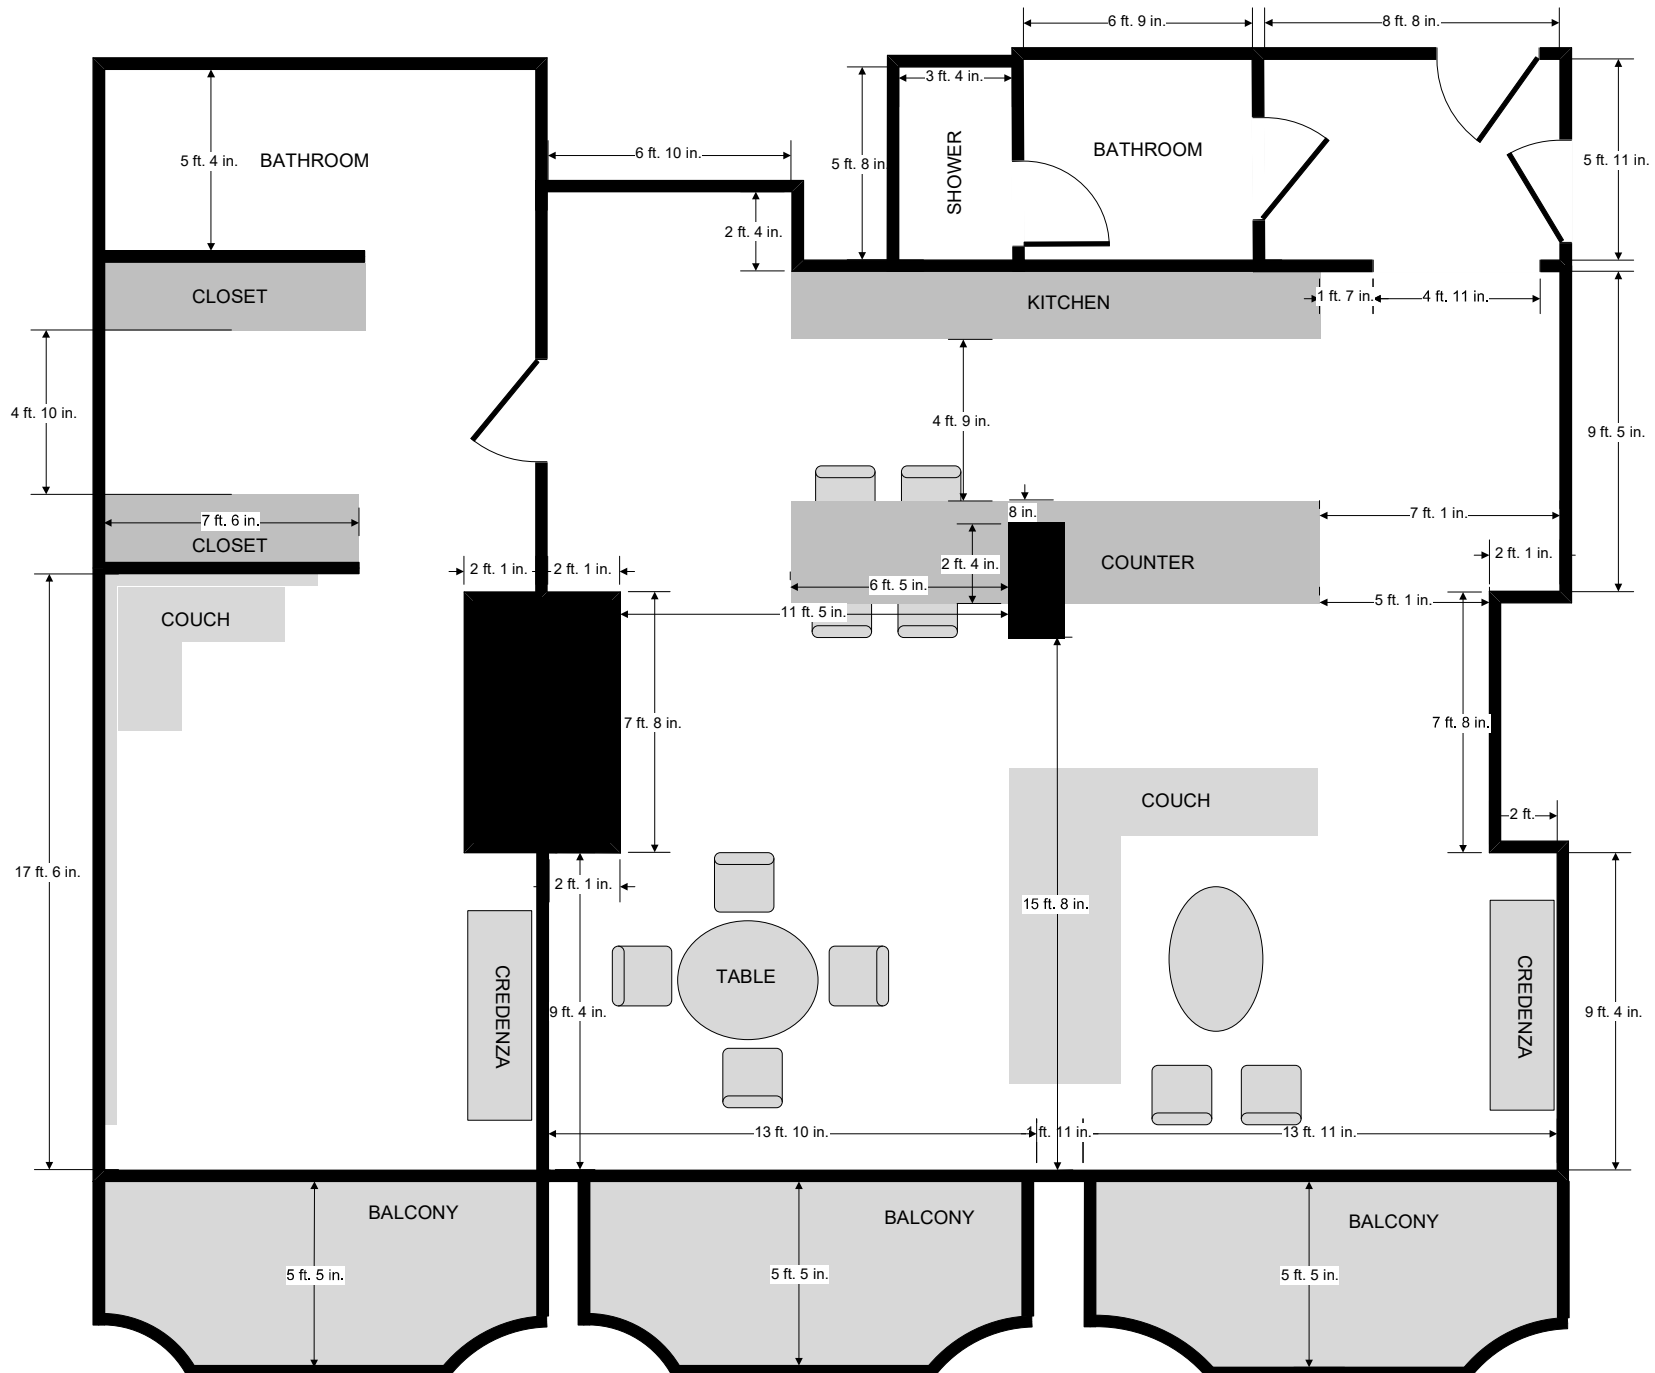 6 ft. 9 in.
8 ft. 8 in.
3 ft. 4 in.
5 ft. 4 in.
BATHROOM
6 ft. 10 in.
5 ft. 8 in.
SHOWER
BATHROOM
5 ft. 11 in.
2 ft. 4 in.
CLOSET
KITCHEN
1 ft. 7 in.
4 ft. 11 in.
4 ft. 10 in.
4 ft. 9 in.
9 ft. 5 in.
7 ft. 6 in.
CLOSET
8 in.
7 ft. 1 in.
2 ft. 1 in.
2 ft. 1 in.
2 ft. 4 in.
COUNTER
2 ft. 1 in.
6 ft. 5 in.
5 ft. 1 in.
COUCH
11 ft. 5 in.
7 ft. 8 in.
7 ft. 8 in.
COUCH
2 ft.
17 ft. 6 in.
2 ft. 1 in.
15 ft. 8 in.
TABLE
CREDENZA
9 ft. 4 in.
CREDENZA
9 ft. 4 in.
13 ft. 10 in.
1 ft. 11 in.
13 ft. 11 in.
BALCONY
BALCONY
BALCONY
5 ft. 5 in.
5 ft. 5 in.
5 ft. 5 in.